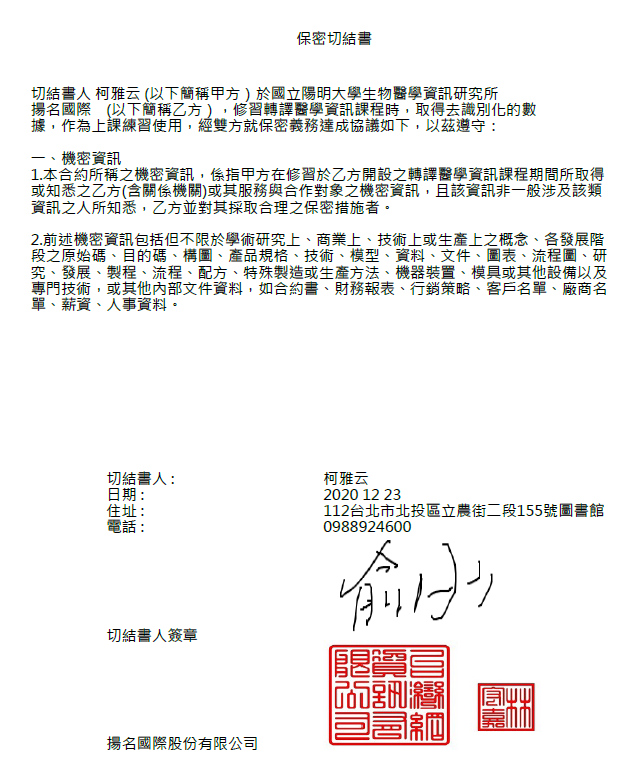 保密切結書
切結書人 柯雅云 (以下簡稱甲方 ) 於國立陽明大學生物醫學資訊研究所
揚名國際 (以下簡稱乙方 ) ，修習轉譯醫學資訊課程時，取得去識別化的數
據，作為上課練習使用，經雙方就保密義務達成協議如下，以茲遵守：
一、機密資訊
1.本合約所稱之機密資訊，係指甲方在修習於乙方開設之轉譯醫學資訊課程期間所取得
或知悉之乙方(含關係機關)或其服務與合作對象之機密資訊，且該資訊非一般涉及該類
資訊之人所知悉，乙方並對其採取合理之保密措施者。
2.前述機密資訊包括但不限於學術研究上、商業上、技術上或生產上之概念、各發展階
段之原始碼、目的碼、構圖、產品規格、技術、模型、資料、文件、圖表、流程圖、研
究、發展、製程、流程、配方、特殊製造或生產方法、機器裝置、模具或其他設備以及
專門技術，或其他內部文件資料，如合約書、財務報表、行銷策略、客戶名單、廠商名
單、薪資、人事資料。
切結書人 : 柯雅云
日期 : 2020 12 23
住址 : 112台北市北投區立農街二段155號圖書館
電話 : 0988924600
切結書人簽章
揚名國際股份有限公司